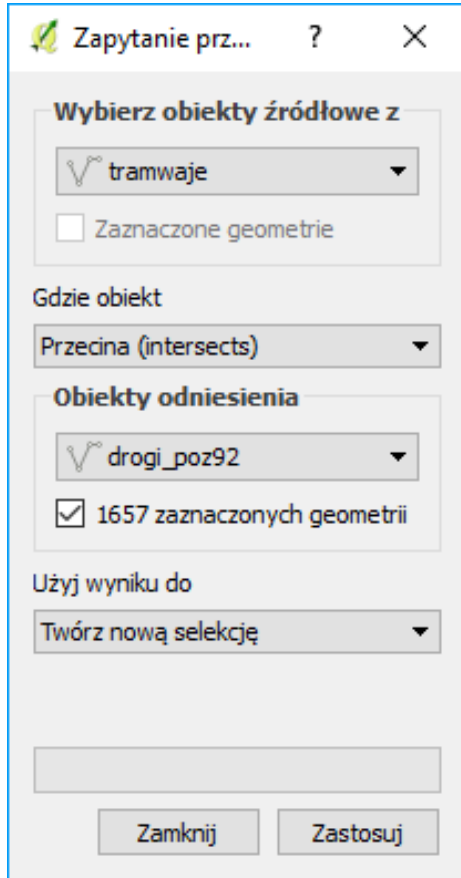 Zapytanie prz... ?
Wybierz obiekty źródłowe z
tramwaje
Zaznaczone geometrie
Gdzie obiekt
Przecina (intersects)
Obiekty odniesienia
drogi_poz92
1657 zaznaczonych geometrii
Użyj wyniku do
Twórz nową selekcję
Zamknij Zastosuj